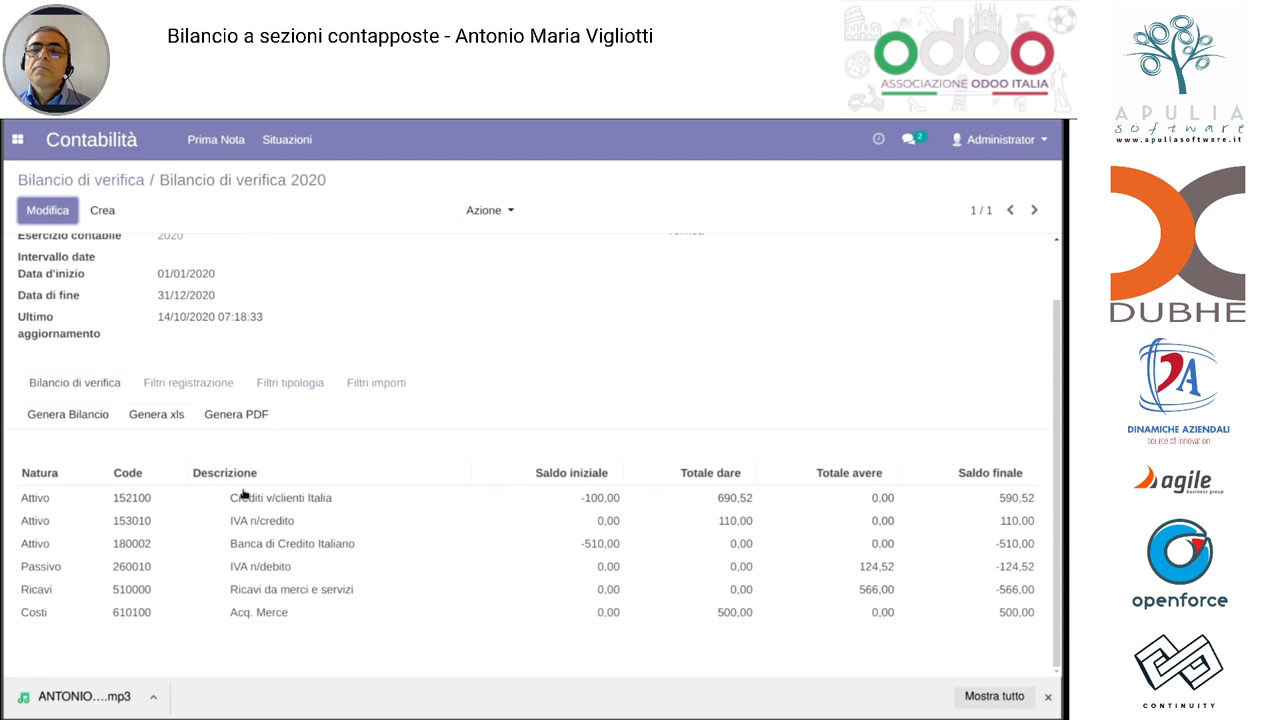 Bilancio a sezioni contapposte - Antonio Maria Vigliotti
odoo
ASSOCIAZIONE ODOO ITALIA
APULIA
software
www.apuliasoftware.it
Contabilità Prima Nota Situazioni 2 Administrator
Bilancio di verifica / Bilancio di verifica 2020
Modifica Crea Azione 1 / 1
Esercizio contabile 2020
Intervallo date
Data d'inizio 01/01/2020
Data di fine 31/12/2020
Ultimo aggiornamento 14/10/2020 07:18:33
Bilancio di verifica Filtri registrazione Filtri tipologia Filtri importi
Genera Bilancio Genera xls Genera PDF
Natura Code Descrizione Saldo iniziale Totale dare Totale avere Saldo finale
Attivo 152100 Crediti v/clienti Italia -100,00 690,52 0,00 590,52
Attivo 153010 IVA n/credito 0,00 110,00 0,00 110,00
Attivo 180002 Banca di Credito Italiano -510,00 0,00 0,00 -510,00
Passivo 260010 IVA n/debito 0,00 0,00 124,52 -124,52
Ricavi 510000 Ricavi da merci e servizi 0,00 0,00 566,00 -566,00
Costi 610100 Acq. Merce 0,00 500,00 0,00 500,00
ANTONIO....mp3 Mostra tutto
DUBHE
DINAMICHE AZIENDALI
source of innovation
agile
business group
openforce
CONTINUITY